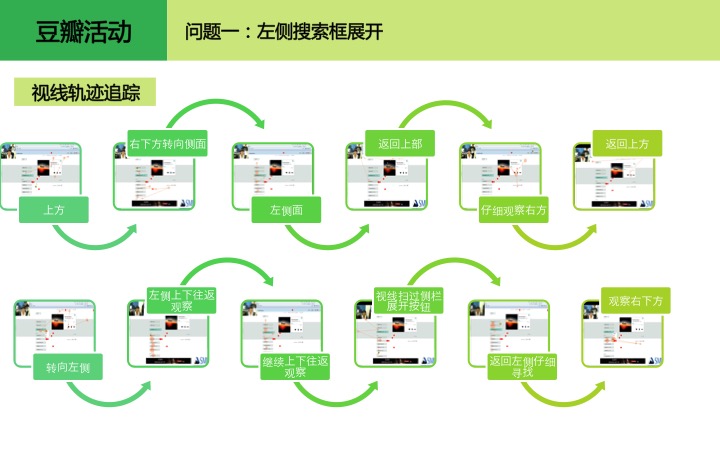 豆瓣活动
问题一：左侧搜索框展开
视线轨迹追踪
上方
右下方转向侧面
左侧面
返回上部
仔细观察右方
返回上方
转向左侧
左侧上下往返
观察
继续上下往返
观察
视线扫过侧栏
展开按钮
返回左侧仔细
寻找
观察右下方